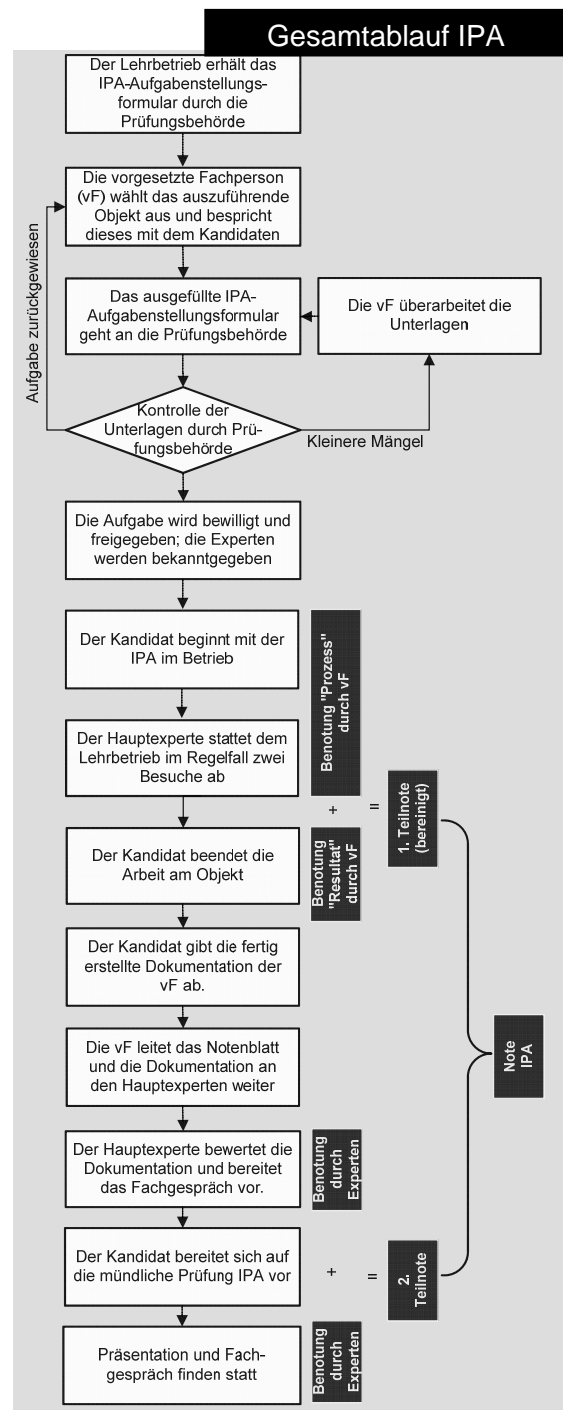 Gesamtablauf IPA
Der Lehrbetrieb erhält das
IPA-Aufgabenstellungs-
formular durch die
Prüfungsbehörde
Die vorgesetzte Fachperson
(vF) wählt das auszuführende
Objekt aus und bespricht
dieses mit dem Kandidaten
Aufgabe zurückgewiesen
Das ausgefüllte IPA-
Aufgabenstellungsformular
geht an die Prüfungsbehörde
Die vF überarbeitet die
Unterlagen
Kontrolle der
Unterlagen durch Prü-
fungsbehörde
Kleinere Mängel
Die Aufgabe wird bewilligt und
freigegeben; die Experten
werden bekanntgegeben
Der Kandidat beginnt mit der
IPA im Betrieb
Benotung "Prozess"
durch vF
Der Hauptexperte stattet dem
Lehrbetrieb im Regelfall zwei
Besuche ab
+
=
1. Teilnote
(bereinigt)
Der Kandidat beendet die
Arbeit am Objekt
Benotung
"Resultat"
durch vF
Der Kandidat gibt die fertig
erstellte Dokumentation der
vF ab.
Die vF leitet das Notenblatt
und die Dokumentation an
den Hauptexperten weiter
Note
IPA
Der Hauptexperte bewertet die
Dokumentation und bereitet
das Fachgespräch vor.
Benotung
durch
Experten
Der Kandidat bereitet sich auf
die mündliche Prüfung IPA vor
+
=
2.
Teilnote
Präsentation und Fach-
gespräch finden statt
Benotung
durch
Experten